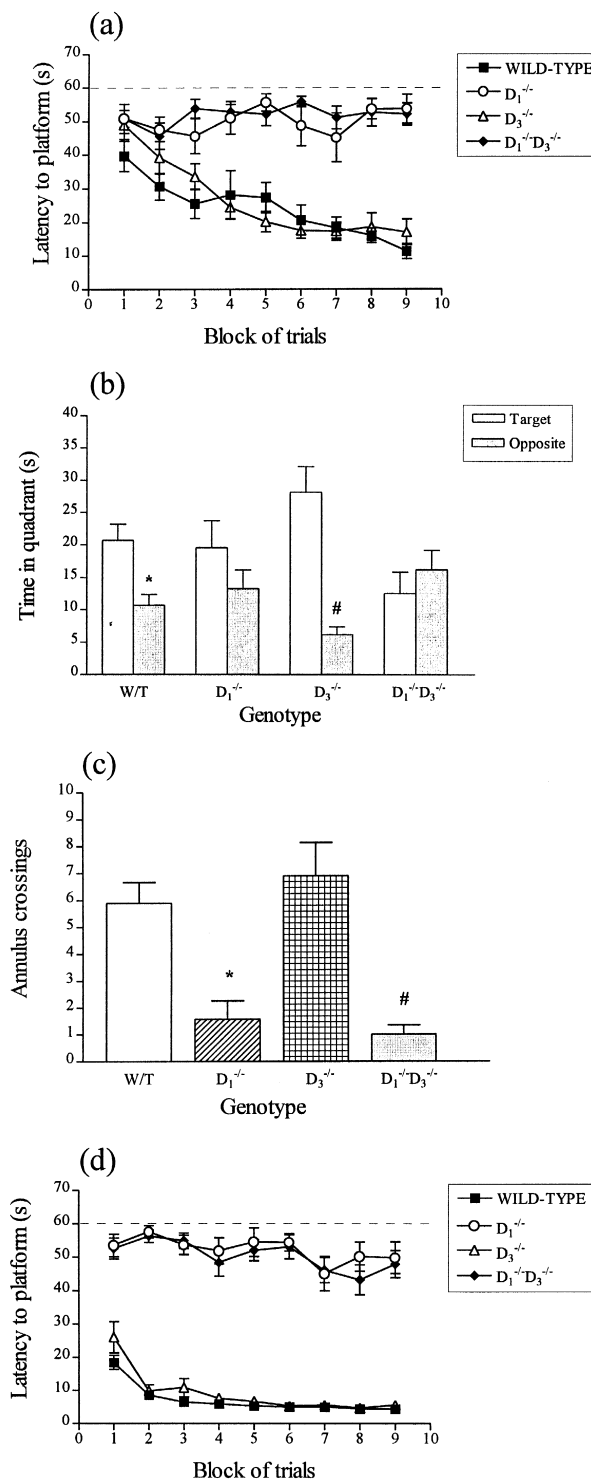 (a)
Latency to platform (s)
70
60
50
40
30
20
10
0
0 1 2 3 4 5 6 7 8 9 10
Block of trials
WILD-TYPE
D₁⁻/⁻
D₃⁻/⁻
D₁⁻/⁻D₃⁻/⁻
(b)
Time in quadrant (s)
40
35
30
25
20
15
10
5
0
*
#
W/T D₁⁻/⁻ D₃⁻/⁻ D₁⁻/⁻D₃⁻/⁻
Genotype
Target
Opposite
(c)
Annulus crossings
10
9
8
7
6
5
4
3
2
1
0
*
#
W/T D₁⁻/⁻ D₃⁻/⁻ D₁⁻/⁻D₃⁻/⁻
Genotype
(d)
Latency to platform (s)
70
60
50
40
30
20
10
0
0 1 2 3 4 5 6 7 8 9 10
Block of trials
WILD-TYPE
D₁⁻/⁻
D₃⁻/⁻
D₁⁻/⁻D₃⁻/⁻